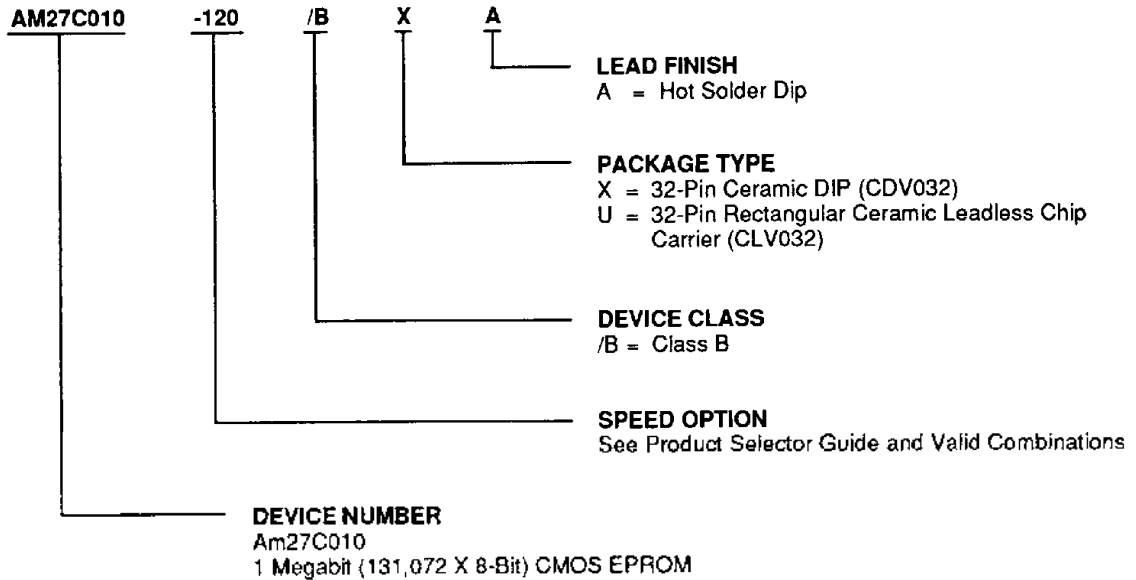 AM27C010 -120 /B X A
LEAD FINISH
A = Hot Solder Dip
PACKAGE TYPE
X = 32-Pin Ceramic DIP (CDV032)
U = 32-Pin Rectangular Ceramic Leadless Chip
Carrier (CLV032)
DEVICE CLASS
/B = Class B
SPEED OPTION
See Product Selector Guide and Valid Combinations
DEVICE NUMBER
Am27C010
1 Megabit (131,072 X 8-Bit) CMOS EPROM